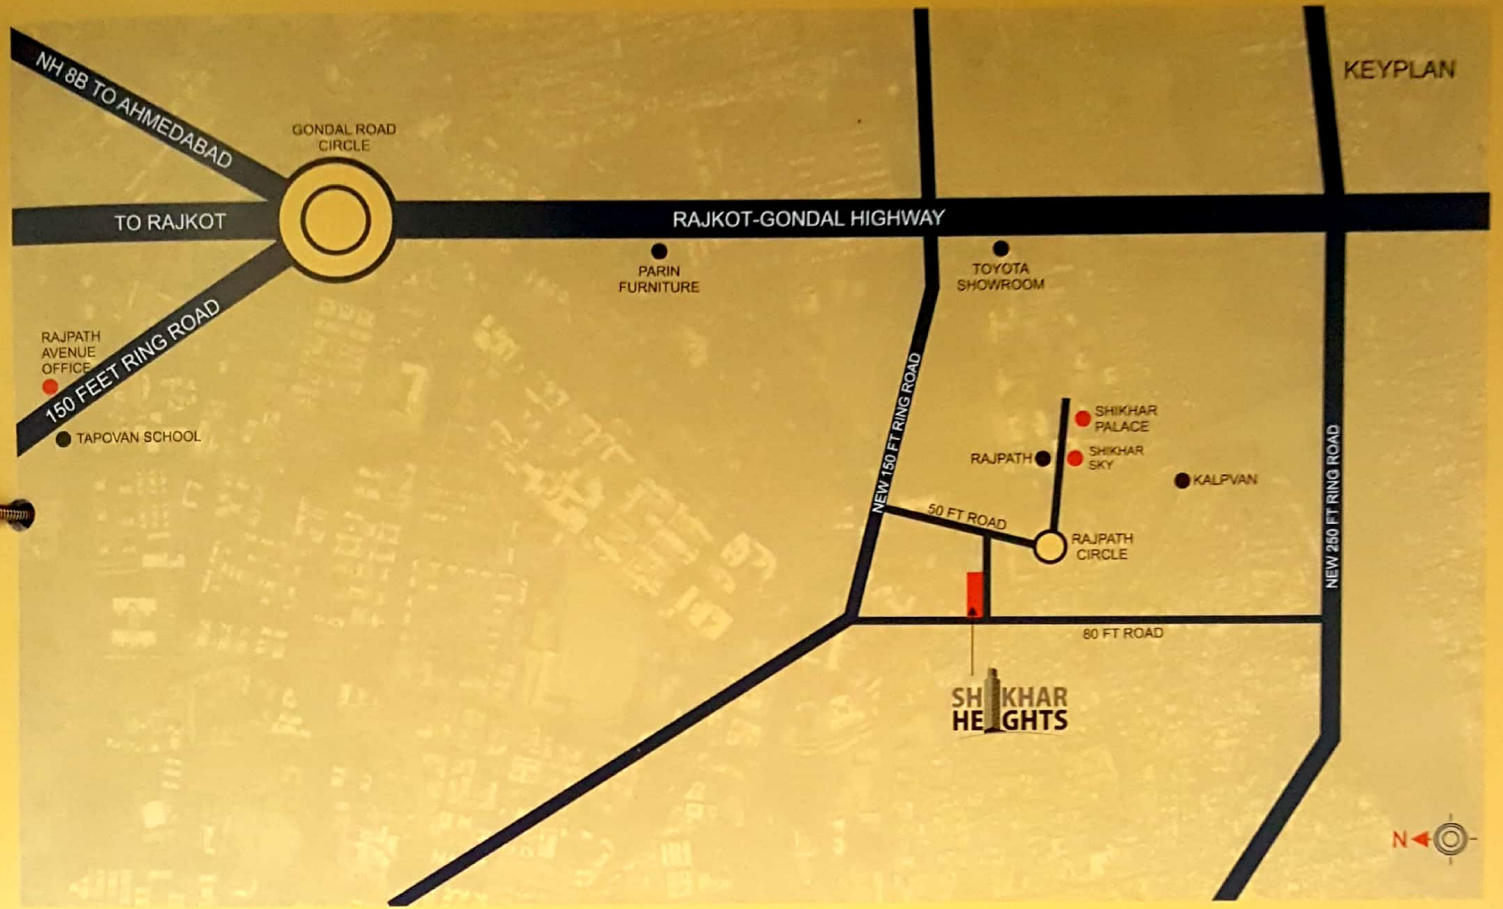 KEYPLAN
NH 8B TO AHMEDABAD
GONDAL ROAD
CIRCLE
TO RAJKOT
RAJKOT-GONDAL HIGHWAY
PARIN
FURNITURE
TOYOTA
SHOWROOM
150 FEET RING ROAD
RAJPATH
AVENUE
OFFICE
TAPOVAN SCHOOL
NEW 150 FT RING ROAD
SHIKHAR
PALACE
RAJPATH
SHIKHAR
SKY
KALPVAN
50 FT ROAD
RAJPATH
CIRCLE
NEW 250 FT RING ROAD
80 FT ROAD
SHIKHAR
HEIGHTS
N